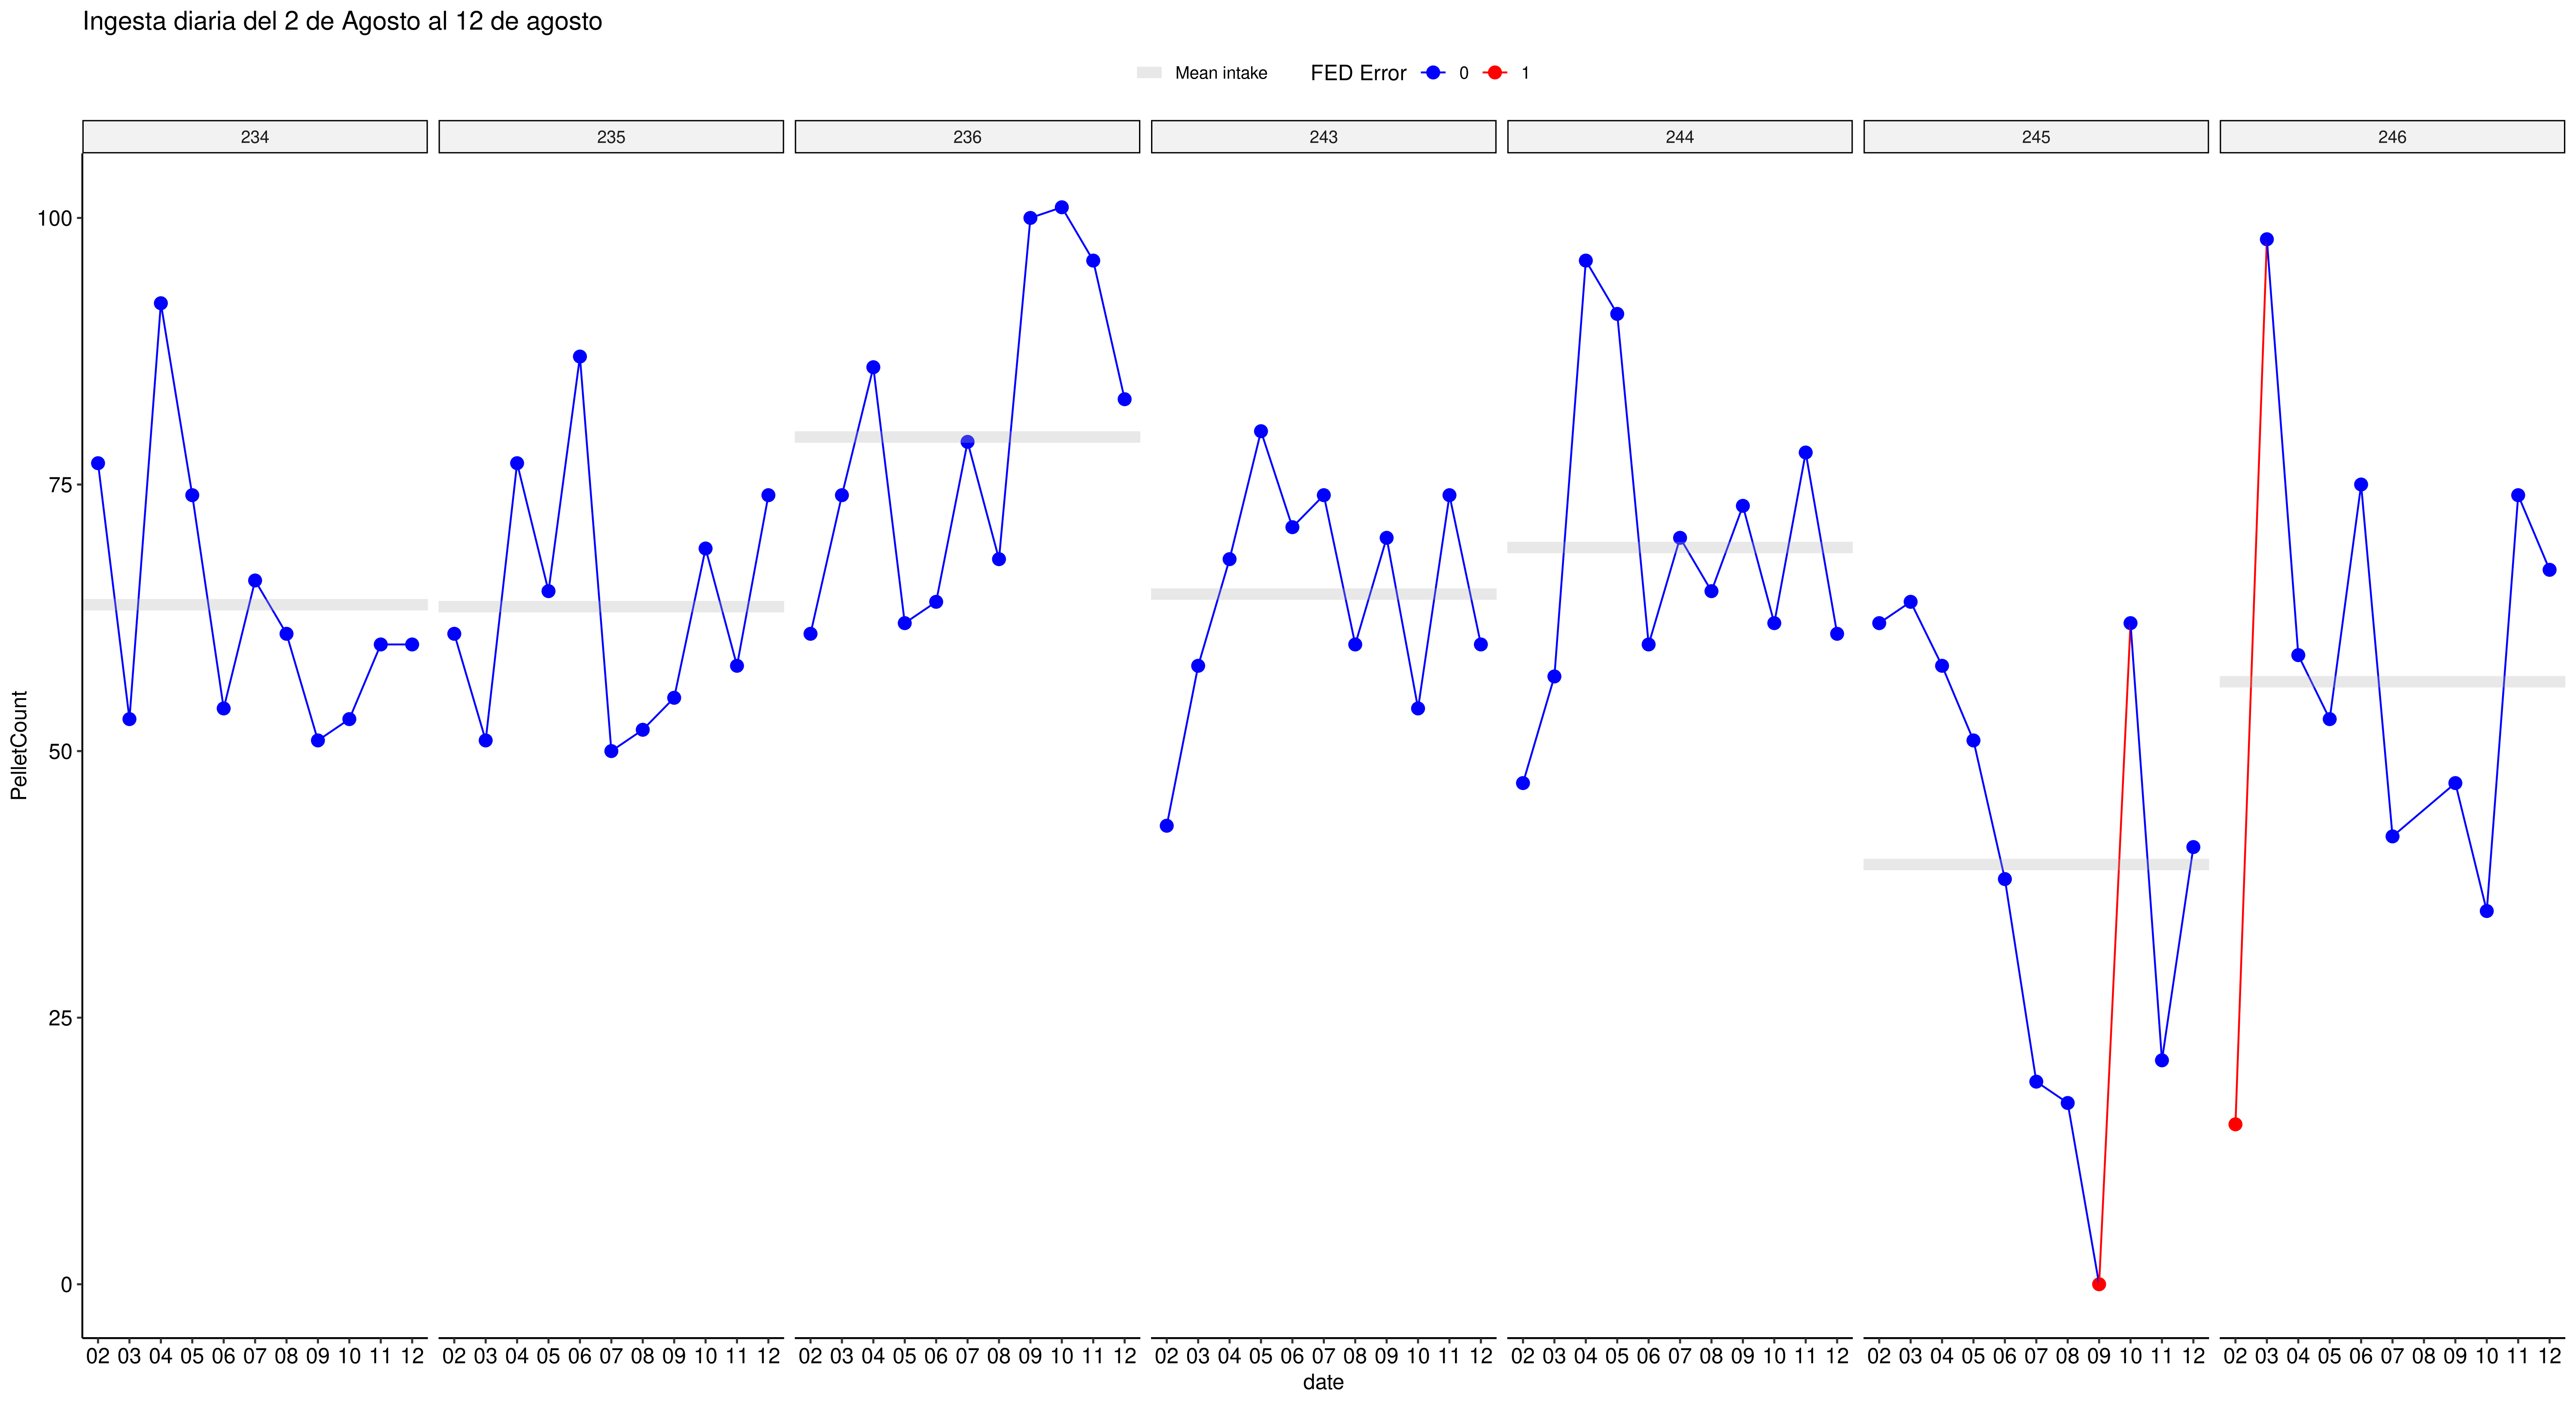 Ingesta diaria del 2 de Agosto al 12 de agosto
Mean intake FED Error 0 1
234 235 236 243 244 245 246
100
75
50
25
0
PelletCount
02 03 04 05 06 07 08 09 10 11 12 02 03 04 05 06 07 08 09 10 11 12 02 03 04 05 06 07 08 09 10 11 12 02 03 04 05 06 07 08 09 10 11 12 02 03 04 05 06 07 08 09 10 11 12 02 03 04 05 06 07 08 09 10 11 12 02 03 04 05 06 07 08 09 10 11 12
date